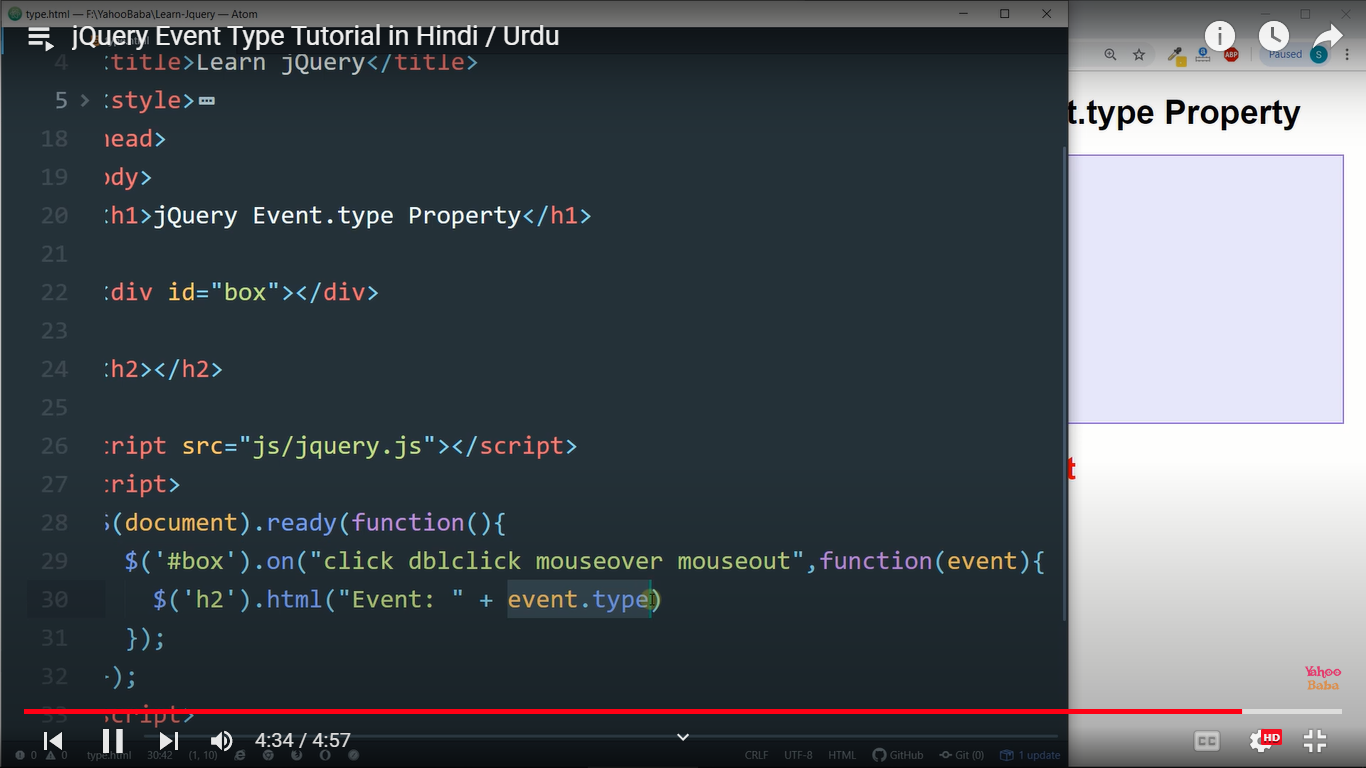 type.html — F:\YahooBaba\Learn-Jquery — Atom
jQuery Event Type Tutorial in Hindi / Urdu
Paused
S
ABP
4 title>Learn jQuery</title>
5 style>
18 head>
19 ody>
20 h1>jQuery Event.type Property</h1>
21
22 div id="box"></div>
23
24 h2></h2>
25
26 ript src="js/jquery.js"></script>
27 ript>
28 $(document).ready(function(){
29 $('#box').on("click dblclick mouseover mouseout",function(event){
30 $('h2').html("Event: " + event.type)
31 });
32 });
33 script>
t.type Property
t
Yahoo
Baba
4:34 / 4:57
CC
HD
0 0 type.html 30:42 (1, 10)
CRLF UTF-8 HTML GitHub Git (0) 1 update